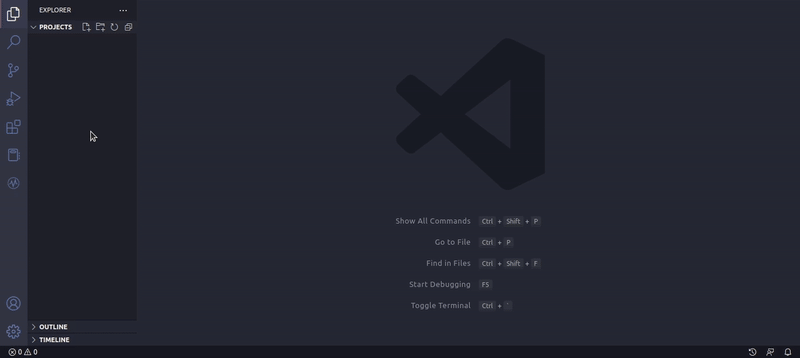 EXPLORER
PROJECTS
Show All Commands Ctrl + Shift + P
Go to File Ctrl + P
Find in Files Ctrl + Shift + F
Start Debugging F5
Toggle Terminal Ctrl + `
OUTLINE
TIMELINE
0 0